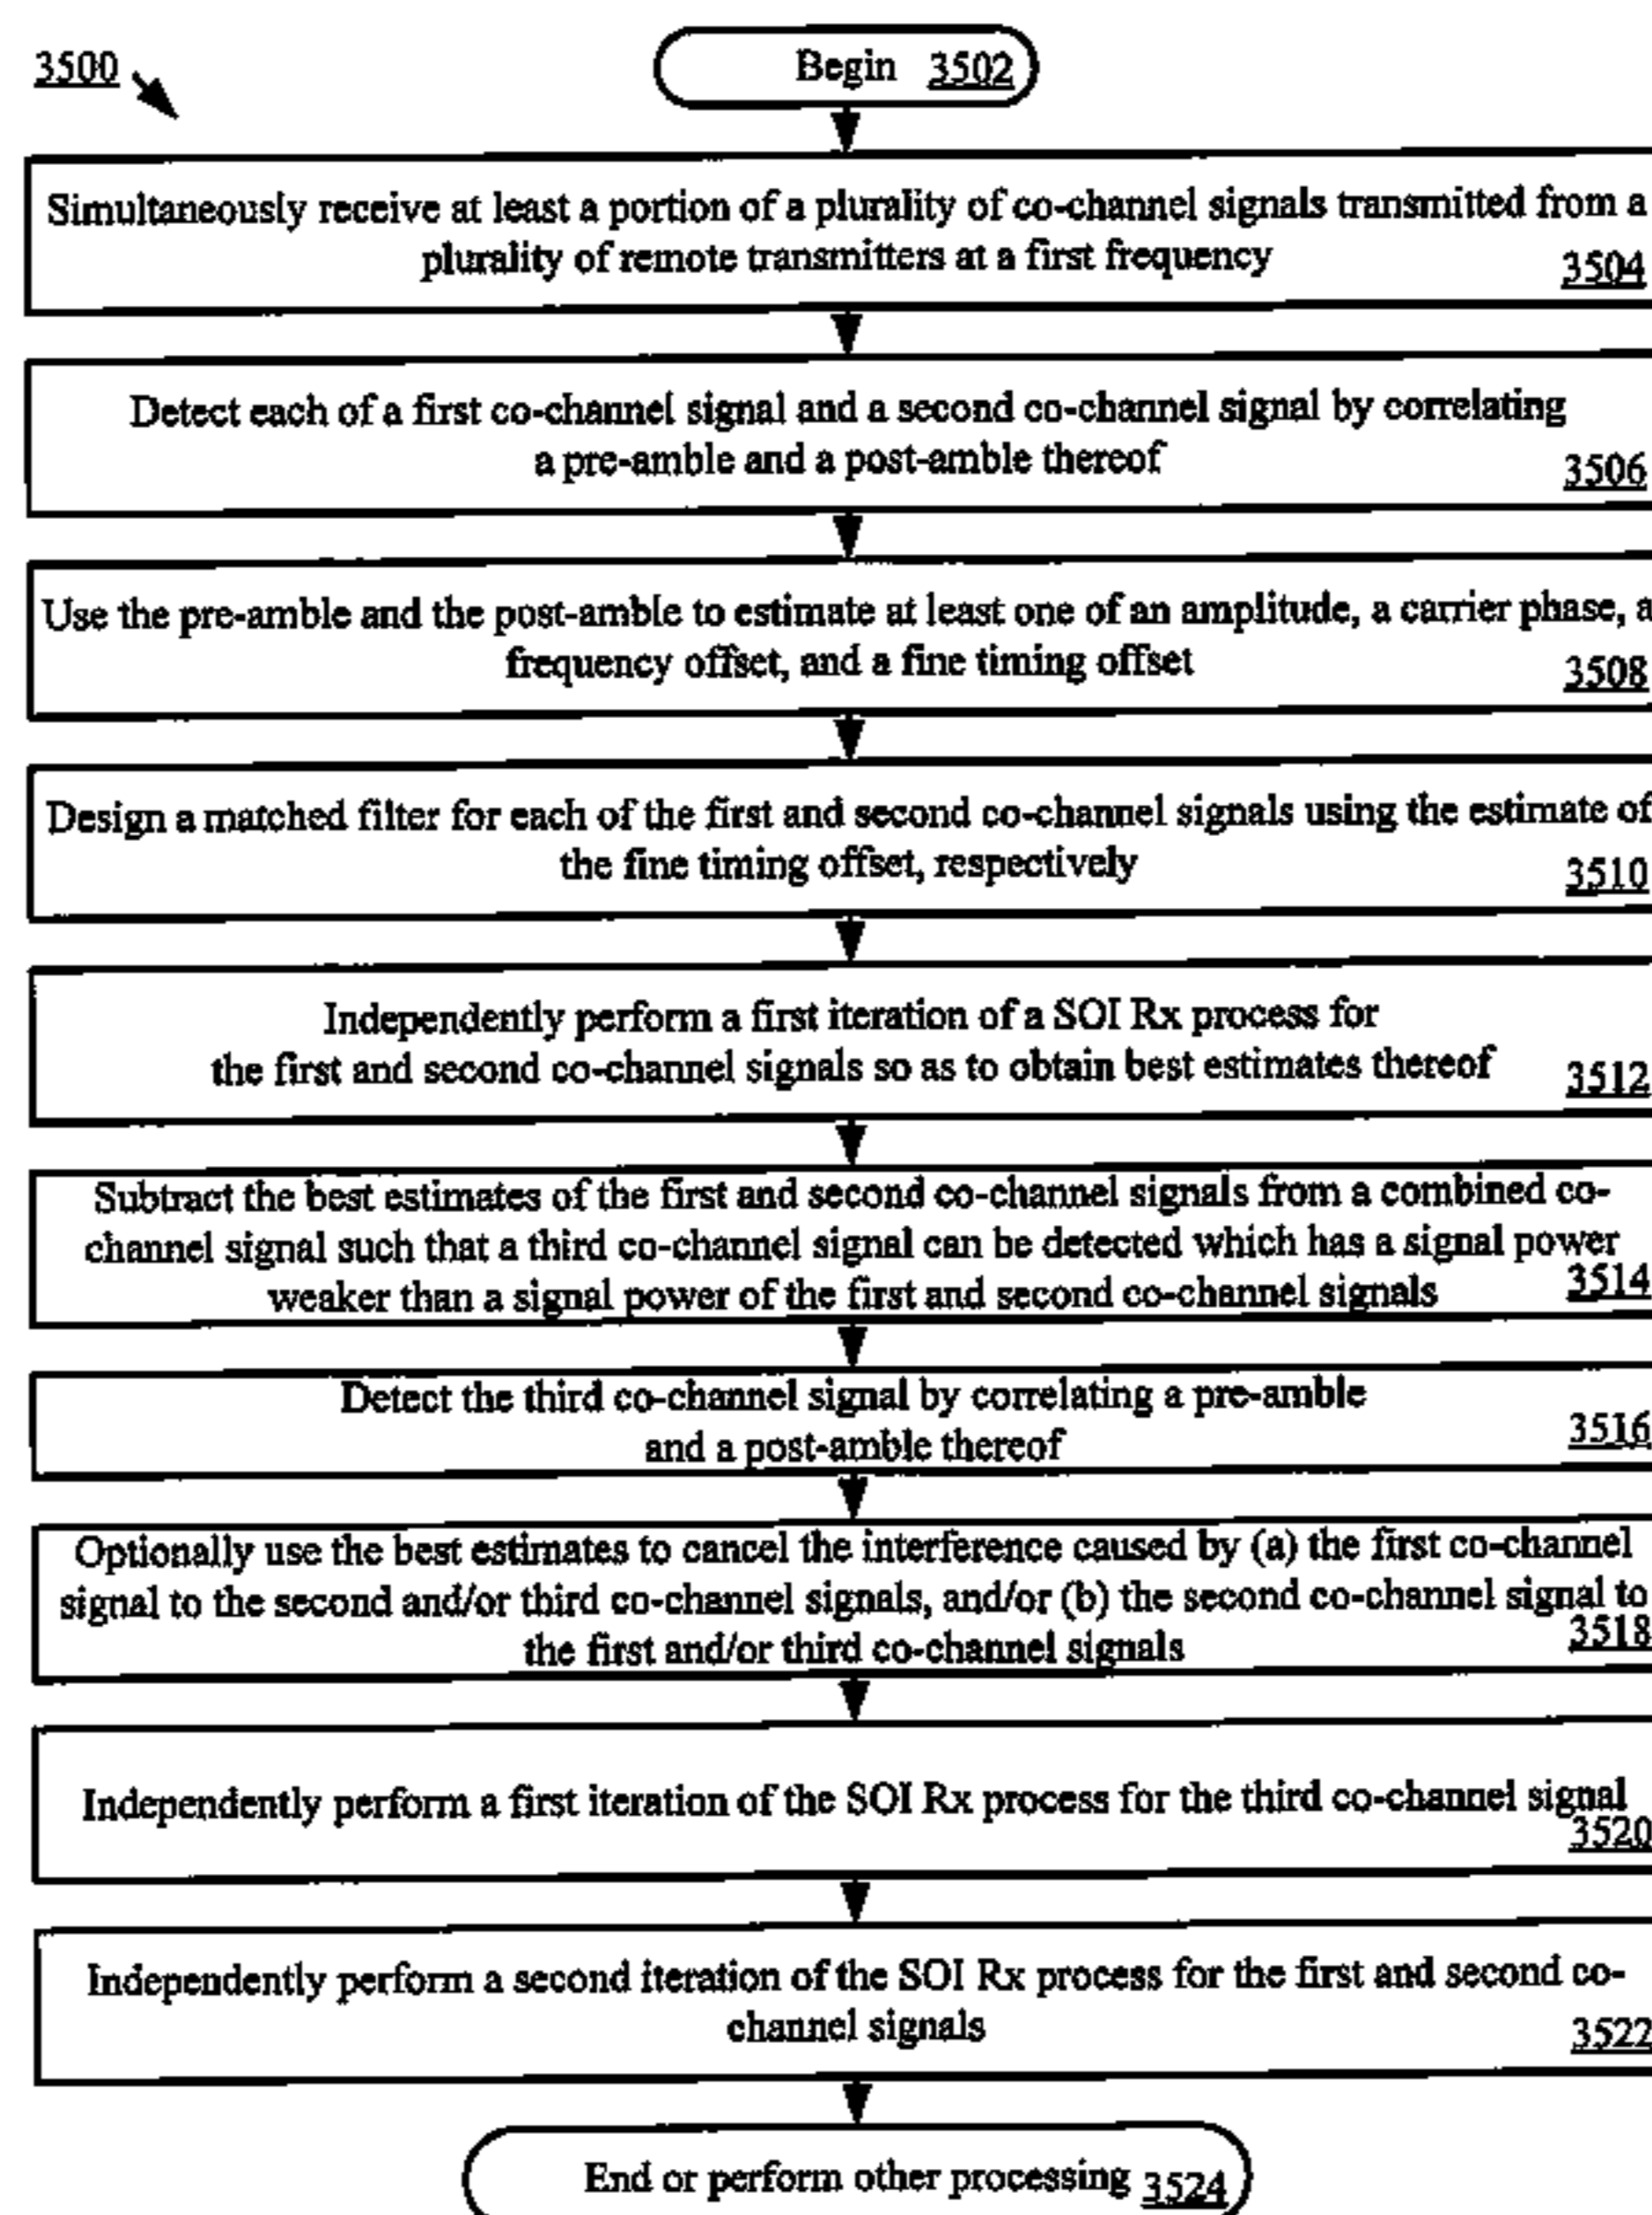 3500
Begin 3502
Simultaneously receive at least a portion of a plurality of co-channel signals transmitted from a
plurality of remote transmitters at a first frequency
3504
Detect each of a first co-channel signal and a second co-channel signal by correlating
a pre-amble and a post-amble thereof
3506
Use the pre-amble and the post-amble to estimate at least one of an amplitude, a carrier phase, a
frequency offset, and a fine timing offset
3508
Design a matched filter for each of the first and second co-channel signals using the estimate of
the fine timing offset, respectively
3510
Independently perform a first iteration of a SOI Rx process for
the first and second co-channel signals so as to obtain best estimates thereof
3512
Subtract the best estimates of the first and second co-channel signals from a combined co-
channel signal such that a third co-channel signal can be detected which has a signal power
weaker than a signal power of the first and second co-channel signals
3514
Detect the third co-channel signal by correlating a pre-amble
and a post-amble thereof
3516
Optionally use the best estimates to cancel the interference caused by (a) the first co-channel
signal to the second and/or third co-channel signals, and/or (b) the second co-channel signal to
the first and/or third co-channel signals
3518
Independently perform a first iteration of the SOI Rx process for the third co-channel signal
3520
Independently perform a second iteration of the SOI Rx process for the first and second co-
channel signals
3522
End or perform other processing 3524